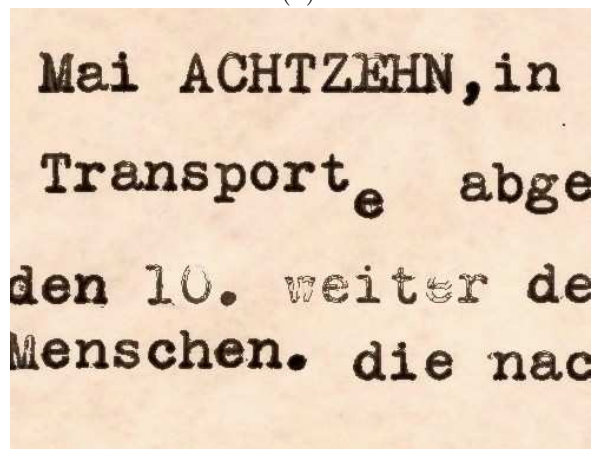 Mai ACHTZEHN,in
Transporte abge
den 10. weiter de
Menschen. die nac